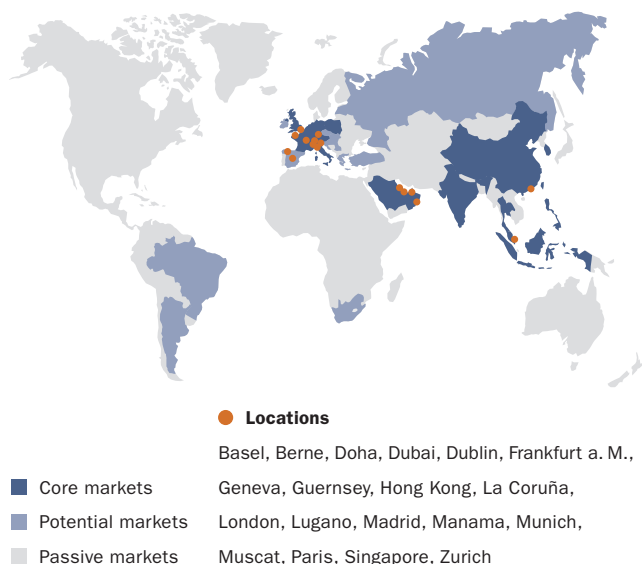 Locations
Basel, Berne, Doha, Dubai, Dublin, Frankfurt a. M.,
Core markets
Geneva, Guernsey, Hong Kong, La Coruña,
Potential markets
London, Lugano, Madrid, Manama, Munich,
Passive markets
Muscat, Paris, Singapore, Zurich